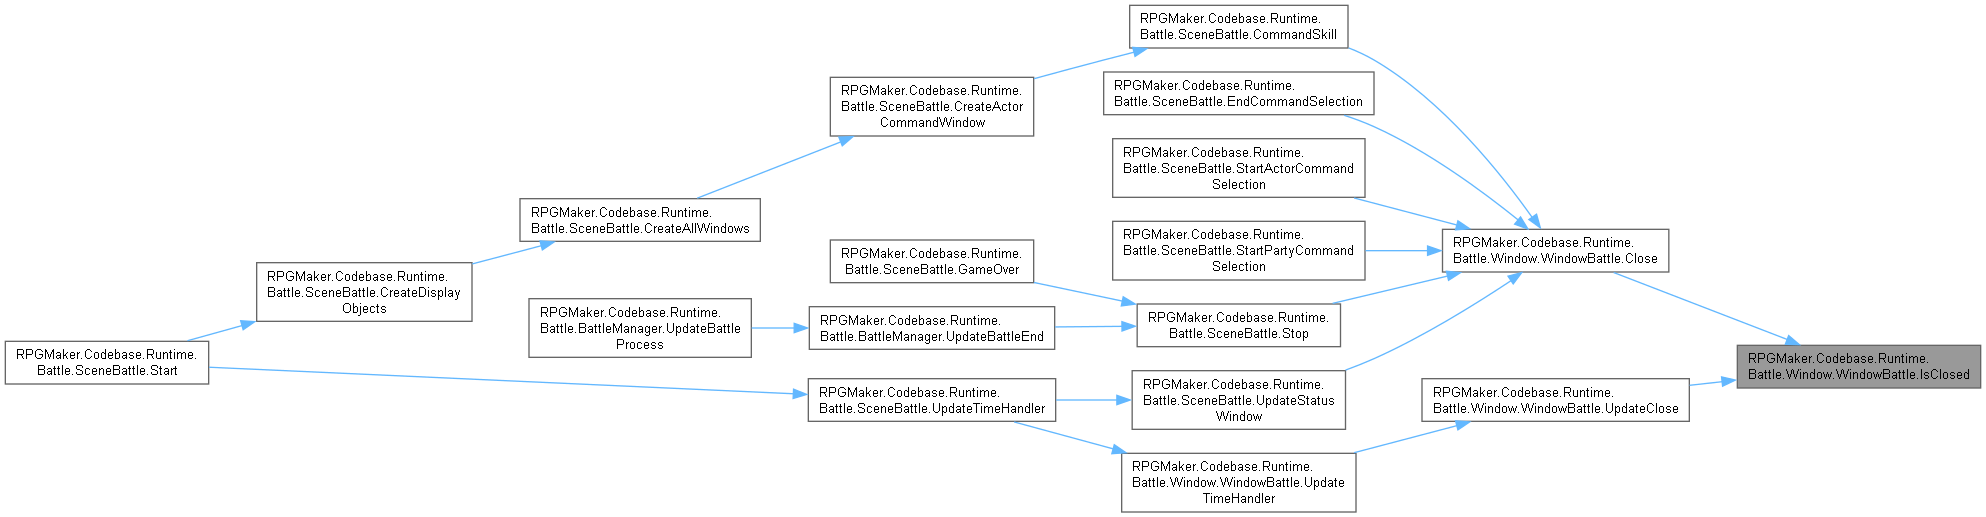 RPGMaker.Codebase.Runtime.
Battle.SceneBattle.CommandSkill
RPGMaker.Codebase.Runtime.
Battle.SceneBattle.EndCommandSelection
RPGMaker.Codebase.Runtime.
Battle.SceneBattle.CreateActor
CommandWindow
RPGMaker.Codebase.Runtime.
Battle.SceneBattle.StartActorCommand
Selection
RPGMaker.Codebase.Runtime.
Battle.SceneBattle.CreateAllWindows
RPGMaker.Codebase.Runtime.
Battle.SceneBattle.StartPartyCommand
Selection
RPGMaker.Codebase.Runtime.
Battle.Window.WindowBattle.Close
RPGMaker.Codebase.Runtime.
Battle.SceneBattle.GameOver
RPGMaker.Codebase.Runtime.
Battle.SceneBattle.CreateDisplay
Objects
RPGMaker.Codebase.Runtime.
Battle.BattleManager.UpdateBattle
Process
RPGMaker.Codebase.Runtime.
Battle.BattleManager.UpdateBattleEnd
RPGMaker.Codebase.Runtime.
Battle.SceneBattle.Stop
RPGMaker.Codebase.Runtime.
Battle.SceneBattle.Start
RPGMaker.Codebase.Runtime.
Battle.Window.WindowBattle.IsClosed
RPGMaker.Codebase.Runtime.
Battle.SceneBattle.UpdateTimeHandler
RPGMaker.Codebase.Runtime.
Battle.SceneBattle.UpdateStatus
Window
RPGMaker.Codebase.Runtime.
Battle.Window.WindowBattle.UpdateClose
RPGMaker.Codebase.Runtime.
Battle.Window.WindowBattle.Update
TimeHandler